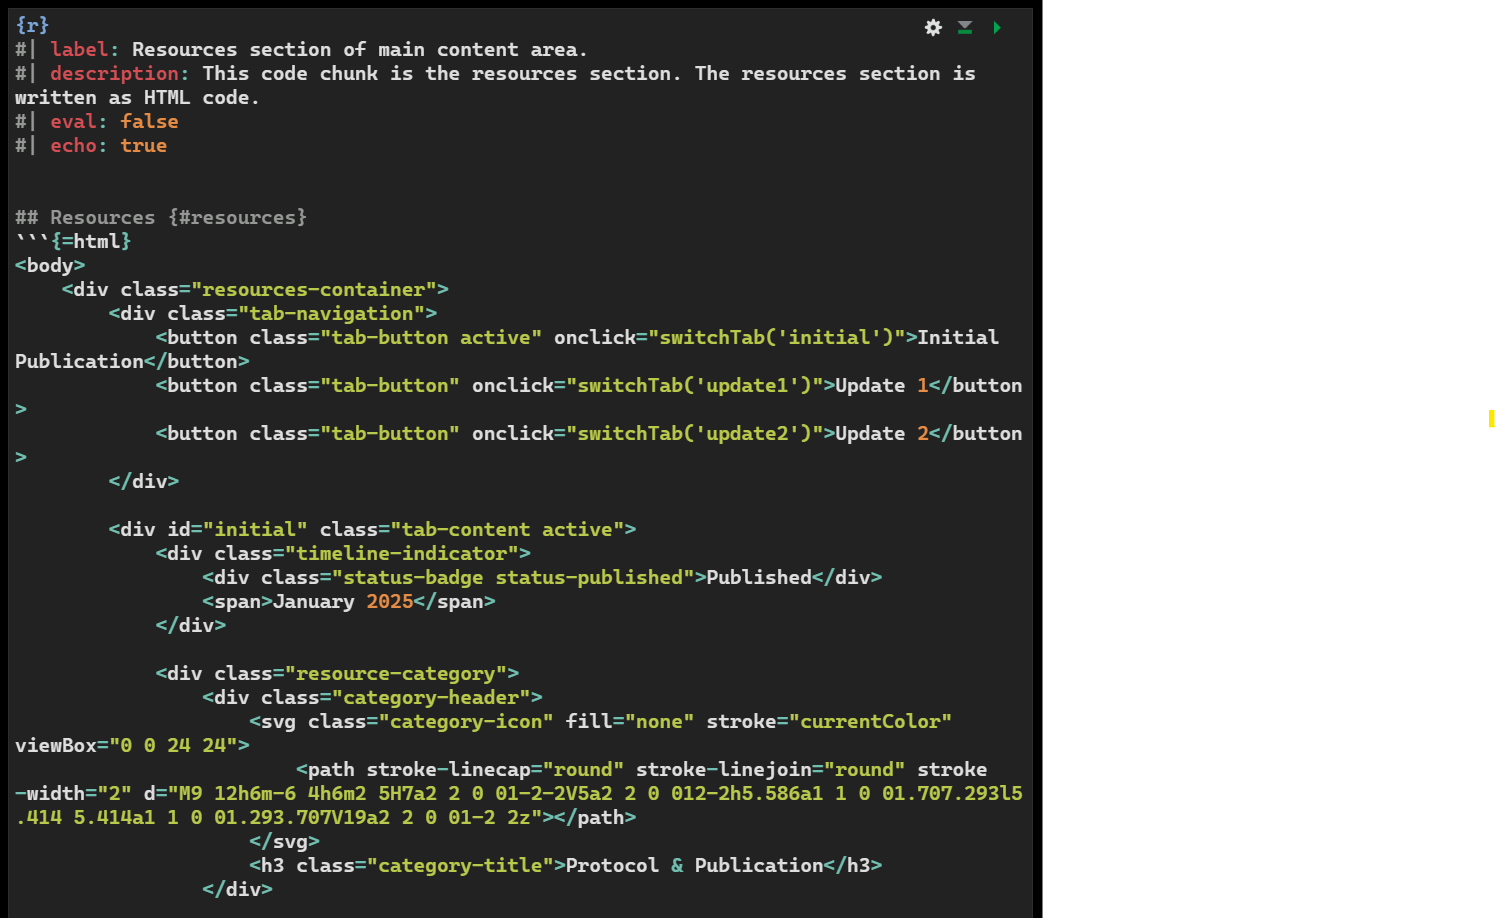 {r}
#| label: Resources section of main content area.
#| description: This code chunk is the resources section. The resources section is
written as HTML code.
#| eval: false
#| echo: true
## Resources {#resources}
```{=html}
<body>
    <div class="resources-container">
        <div class="tab-navigation">
            <button class="tab-button active" onclick="switchTab('initial')">Initial
Publication</button>
            <button class="tab-button" onclick="switchTab('update1')">Update 1</button
>
            <button class="tab-button" onclick="switchTab('update2')">Update 2</button
>
        </div>
        <div id="initial" class="tab-content active">
            <div class="timeline-indicator">
                <div class="status-badge status-published">Published</div>
                <span>January 2025</span>
            </div>
            <div class="resource-category">
                <div class="category-header">
                    <svg class="category-icon" fill="none" stroke="currentColor"
viewBox="0 0 24 24">
                        <path stroke-linecap="round" stroke-linejoin="round" stroke
-width="2" d="M9 12h6m-6 4h6m2 5H7a2 2 0 01-2-2V5a2 2 0 012-2h5.586a1 1 0 01.707.293l5
.414 5.414a1 1 0 01.293.707V19a2 2 0 01-2 2z"></path>
                    </svg>
                    <h3 class="category-title">Protocol & Publication</h3>
                </div>